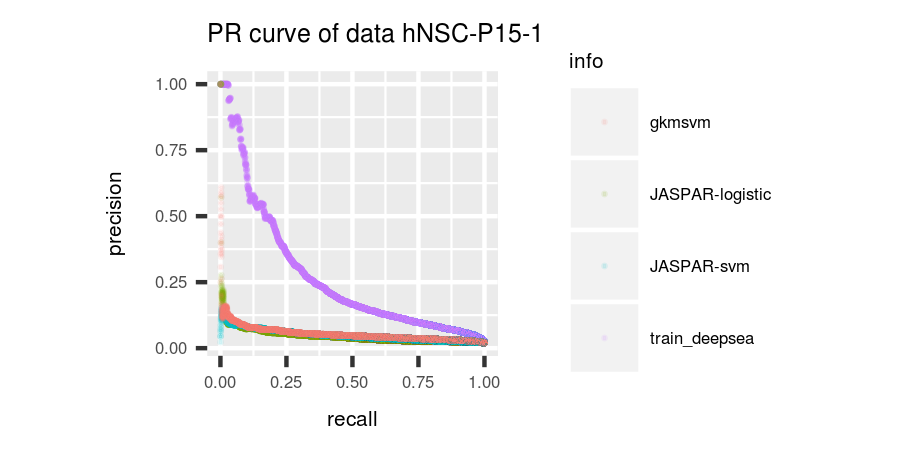 PR curve of data hNSC-P15-1
info
gkmsvm
JASPAR-logistic
JASPAR-svm
train_deepsea
precision
1.00
0.75
0.50
0.25
0.00
0.00 0.25 0.50 0.75 1.00
recall